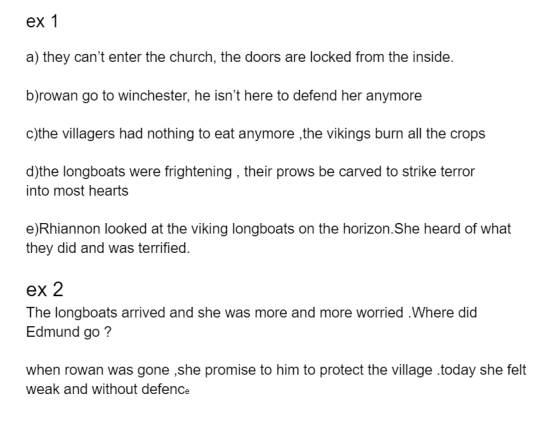 ex 1
a) they can't enter the church, the doors are locked from the inside.
b)rowan go to winchester, he isn't here to defend her anymore
c)the villagers had nothing to eat anymore ,the vikings burn all the crops
d)the longboats were frightening , their prows be carved to strike terror
into most hearts
e)Rhiannon looked at the viking longboats on the horizon.She heard of what
they did and was terrified.
ex 2
The longboats arrived and she was more and more worried .Where did
Edmund go ?
when rowan was gone ,she promise to him to protect the village .today she felt
weak and without defence